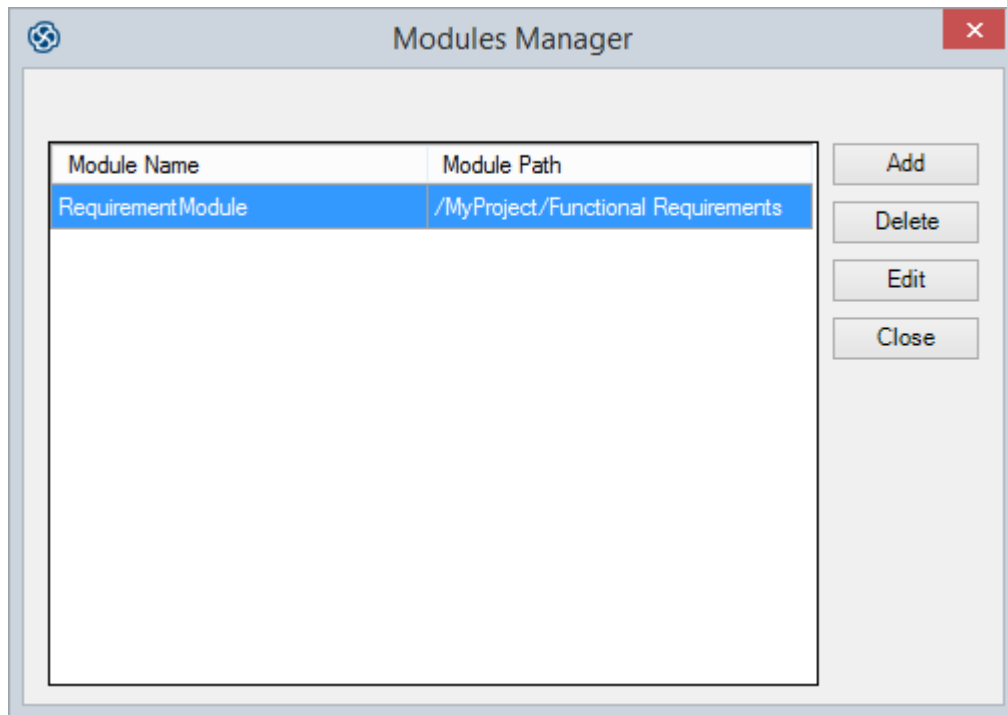 Modules Manager
Module Name Module Path Add
RequirementModule /MyProject/Functional Requirements
Delete
Edit
Close